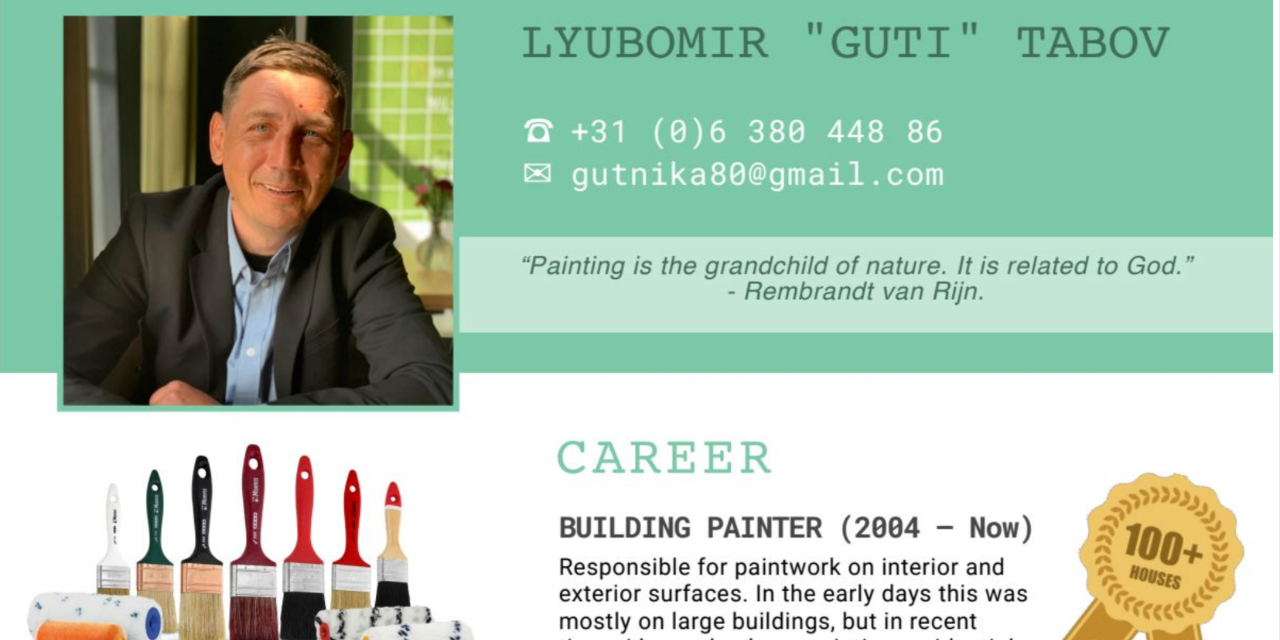 LYUBOMIR "GUTI" TABOV
☎ +31 (0)6 380 448 86
✉ gutnika80@gmail.com
“Painting is the grandchild of nature. It is related to God.”
- Rembrandt van Rijn.
CAREER
BUILDING PAINTER (2004 – Now)
Responsible for paintwork on interior and
exterior surfaces. In the early days this was
mostly on large buildings, but in recent
100+
HOUSES